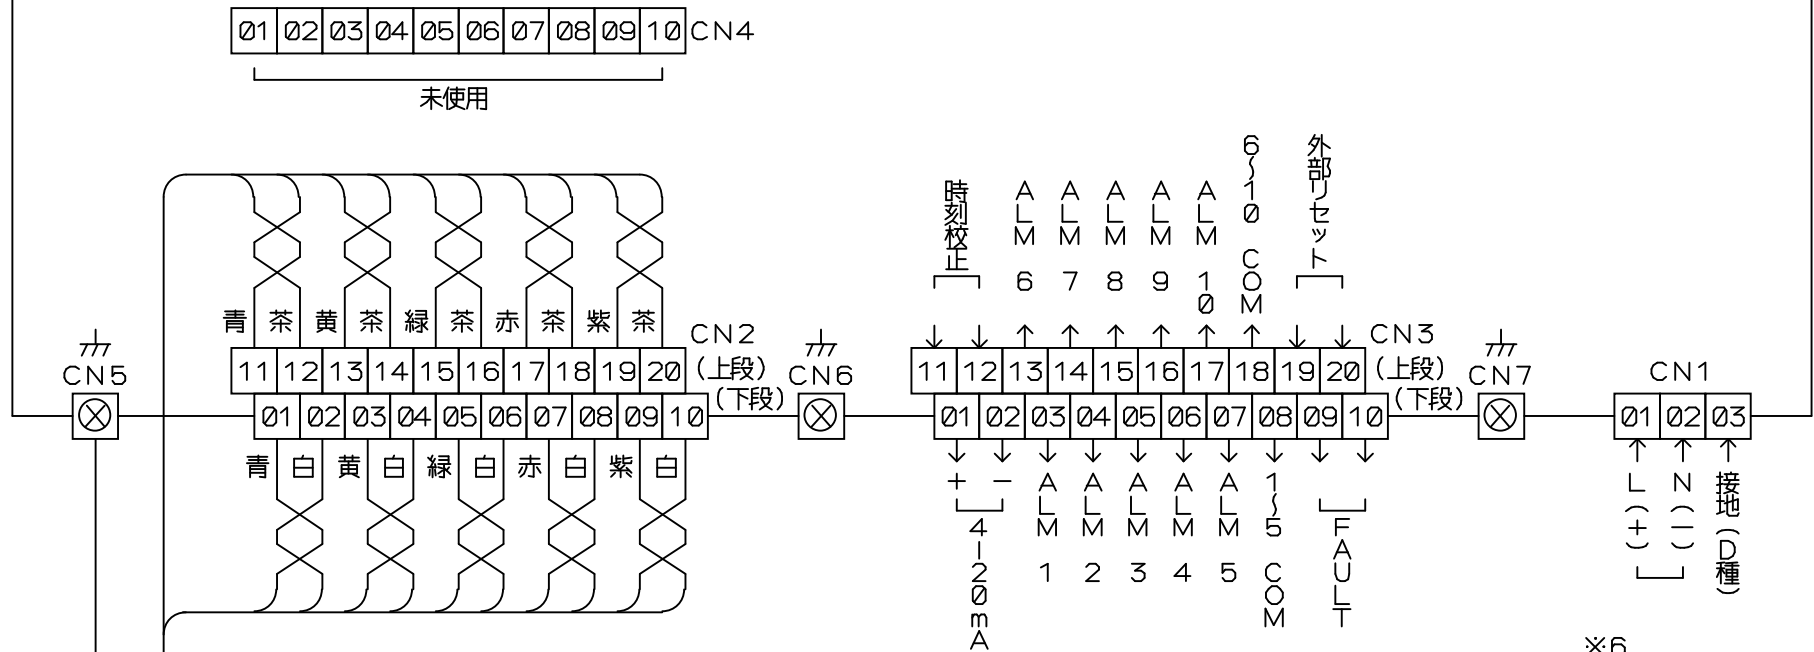 01 02 03 04 05 06 07 08 09 10 CN4
未使用
時刻校正
ALM 6
ALM 7
ALM 8
ALM 9
ALM 10
6~10 COM
外部リセット
青 茶 黄 茶 緑 茶 赤 茶 紫 茶
CN2
11 12 13 14 15 16 17 18 19 20 (上段)
(下段)
01 02 03 04 05 06 07 08 09 10
青 白 黄 白 緑 白 赤 白 紫 白
CN5
CN6
CN3
11 12 13 14 15 16 17 18 19 20 (上段)
(下段)
01 02 03 04 05 06 07 08 09 10
+ −
4-20mA
ALM 1
ALM 2
ALM 3
ALM 4
ALM 5
1~5 COM
FAULT
CN7
CN1
01 02 03
L(+)
N(−)
接地(D種)
※6